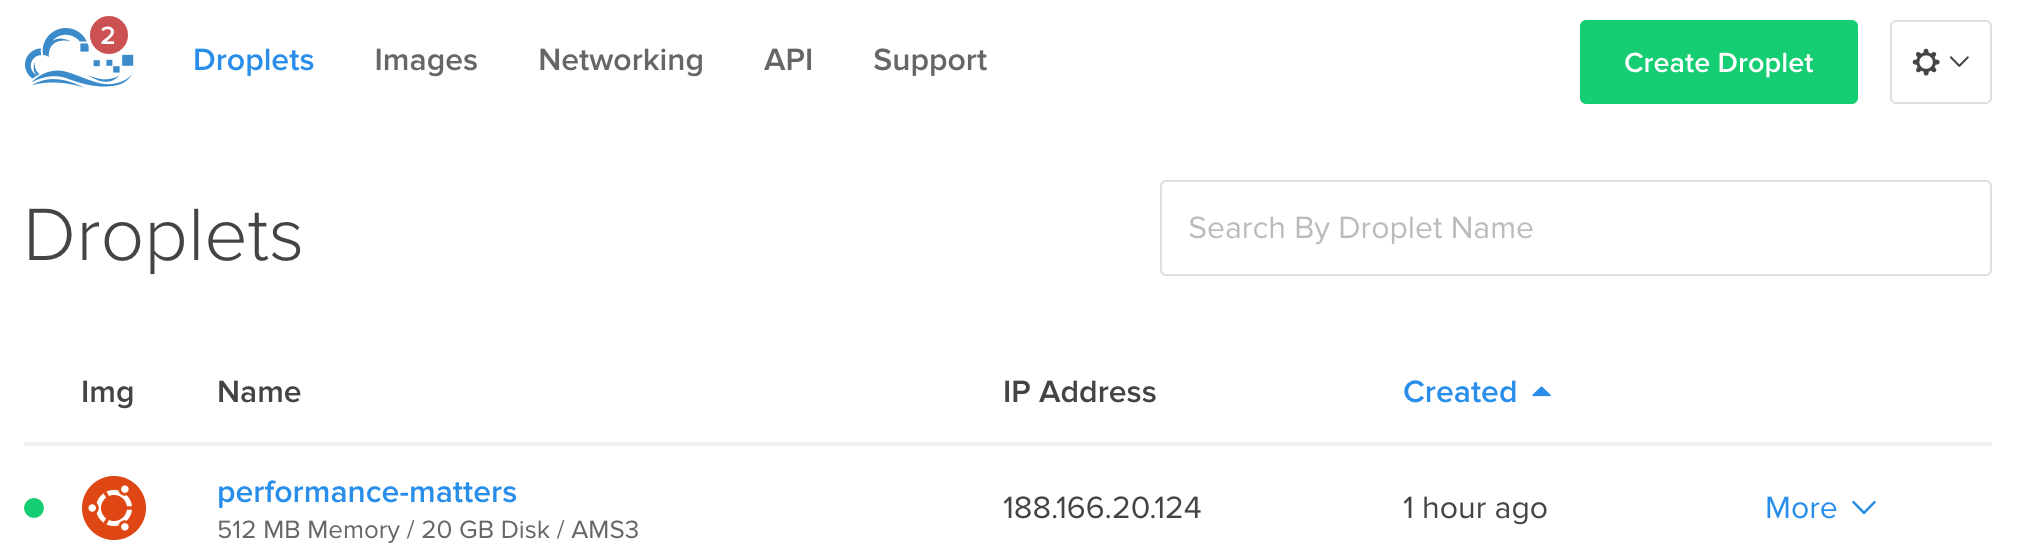 2
Droplets Images Networking API Support Create Droplet
Droplets
Search By Droplet Name
Img Name IP Address Created
performance-matters
512 MB Memory / 20 GB Disk / AMS3
188.166.20.124 1 hour ago More